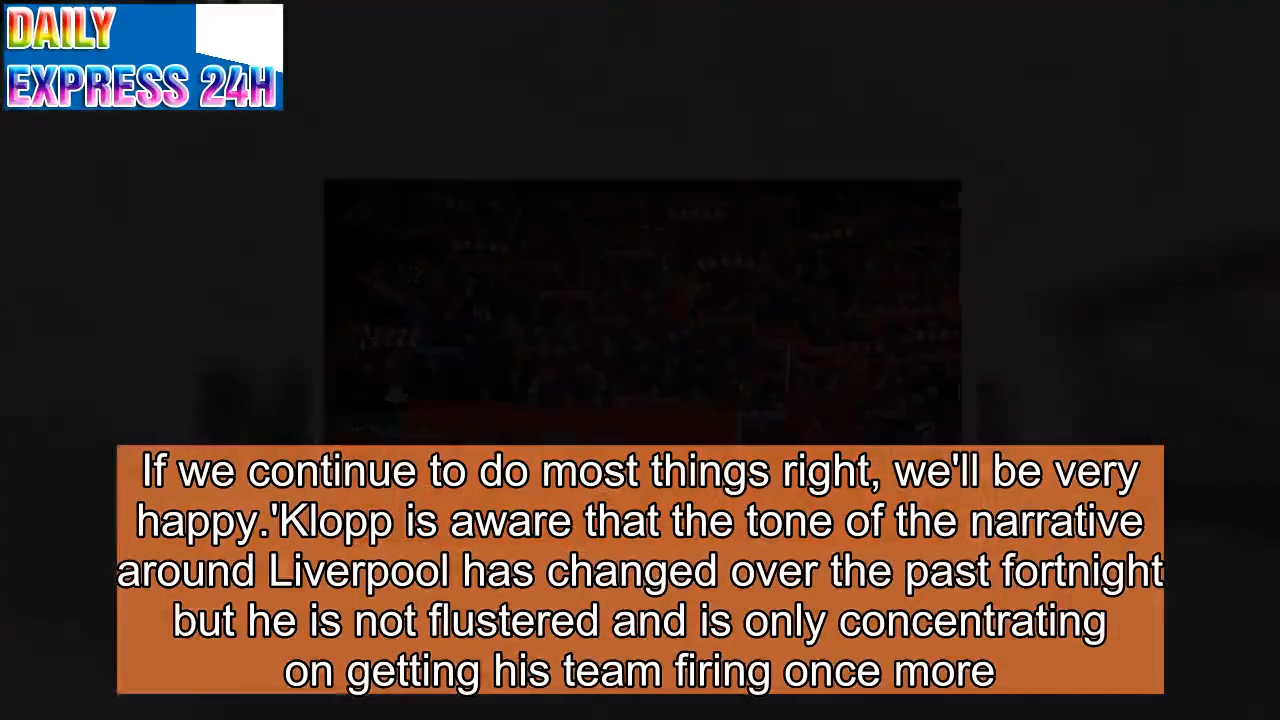 DAILY
EXPRESS 24H
If we continue to do most things right, we'll be very
happy.'Klopp is aware that the tone of the narrative
around Liverpool has changed over the past fortnight
but he is not flustered and is only concentrating
on getting his team firing once more